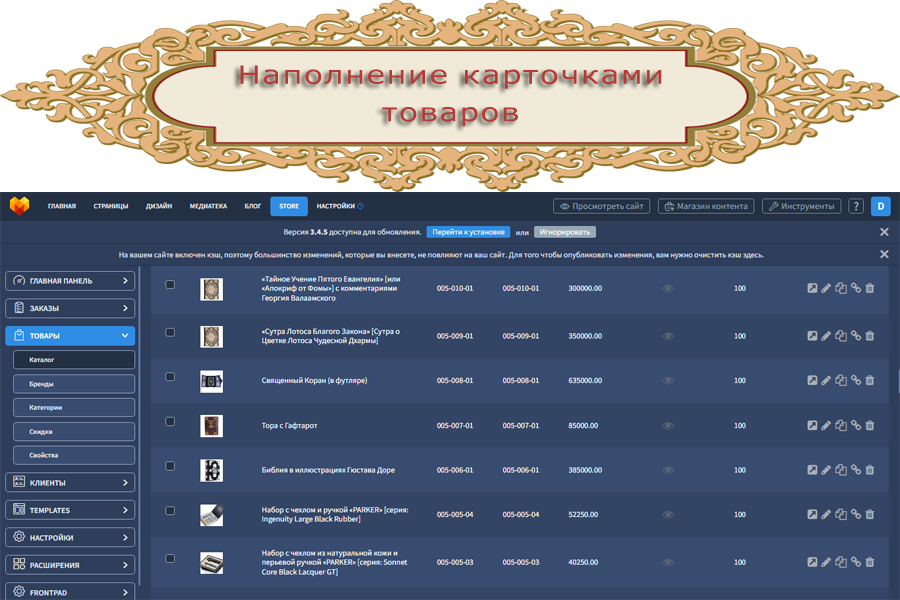 Наполнение карточками
товаров
ГЛАВНАЯ СТРАНИЦЫ ДИЗАЙН МЕДИАТЕКА БЛОГ STORE НАСТРОЙКИ Просмотреть сайт Магазин контента Инструменты ? D
Версия 3.4.5 доступна для обновления. Перейти к установке или Игнорировать
На вашем сайте включен кэш, поэтому большинство изменений, которые вы внесете, не повлияют на ваш сайт. Для того чтобы опубликовать изменения, вам нужно очистить кэш здесь.
ГЛАВНАЯ ПАНЕЛЬ
ЗАКАЗЫ
ТОВАРЫ
Каталог
Бренды
Категории
Скидки
Свойства
КЛИЕНТЫ
TEMPLATES
НАСТРОЙКИ
РАСШИРЕНИЯ
FRONTPAD
«Тайное Учение Пятого Евангелия» [или
«Апокриф от Фомы»] с комментариями
Георгия Валаамского
005-010-01 005-010-01 300000.00 100
«Сутра Лотоса Благого Закона» [Сутра о
Цветке Лотоса Чудесной Дхармы]
005-009-01 005-009-01 350000.00 100
Священный Коран (в футляре) 005-008-01 005-008-01 635000.00 100
Тора с Гафтарот 005-007-01 005-007-01 85000.00 100
Библия в иллюстрациях Гюстава Доре 005-006-01 005-006-01 385000.00 100
Набор с чехлом и ручкой «PARKER» [серия:
Ingenuity Large Black Rubber]
005-005-04 005-005-04 52250.00 100
Набор с чехлом из натуральной кожи и
перьевой ручкой «PARKER» [серия: Sonnet
Core Black Lacquer GT]
005-005-03 005-005-03 40250.00 100